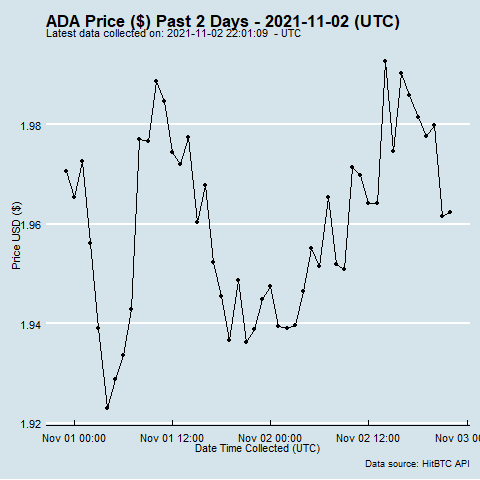 ADA Price ($) Past 2 Days - 2021-11-02 (UTC)
Latest data collected on: 2021-11-02 22:01:09 - UTC
Price USD ($)
1.98
1.96
1.94
1.92
Nov 01 00:00 Nov 01 12:00 Nov 02 00:00 Nov 02 12:00 Nov 03 0
Date Time Collected (UTC)
Data source: HitBTC API